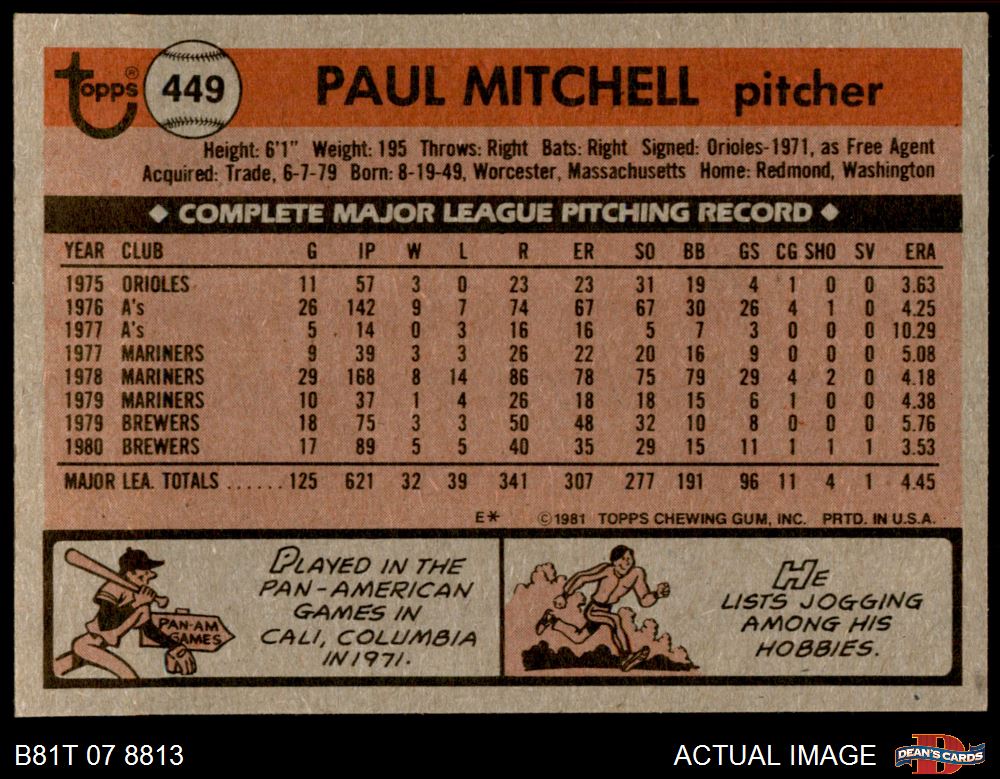 Topps® 449 PAUL MITCHELL pitcher
Height: 6'1" Weight: 195 Throws: Right Bats: Right Signed: Orioles-1971, as Free Agent
Acquired: Trade, 6-7-79 Born: 8-19-49, Worcester, Massachusetts Home: Redmond, Washington
◆ COMPLETE MAJOR LEAGUE PITCHING RECORD ◆
YEAR CLUB G IP W L R ER SO BB GS CG SHO SV ERA
1975 ORIOLES 11 57 3 0 23 23 31 19 4 1 0 0 3.63
1976 A's 26 142 9 7 74 67 67 30 26 4 1 0 4.25
1977 A's 5 14 0 3 16 16 5 7 3 0 0 0 10.29
1977 MARINERS 9 39 3 3 26 22 20 16 9 0 0 0 5.08
1978 MARINERS 29 168 8 14 86 78 75 79 29 4 2 0 4.18
1979 MARINERS 10 37 1 4 26 18 18 15 6 1 0 0 4.38
1979 BREWERS 18 75 3 3 50 48 32 10 8 0 0 0 5.76
1980 BREWERS 17 89 5 5 40 35 29 15 11 1 1 1 3.53
MAJOR LEA. TOTALS ...... 125 621 32 39 341 307 277 191 96 11 4 1 4.45
E* ©1981 TOPPS CHEWING GUM, INC. PRTD. IN U.S.A.
PAN-AM
GAMES
PLAYED IN THE
PAN-AMERICAN
GAMES IN
CALI, COLUMBIA
IN 1971.
HE
LISTS JOGGING
AMONG HIS
HOBBIES.
B81T 07 8813 ACTUAL IMAGE DEAN'S CARDS